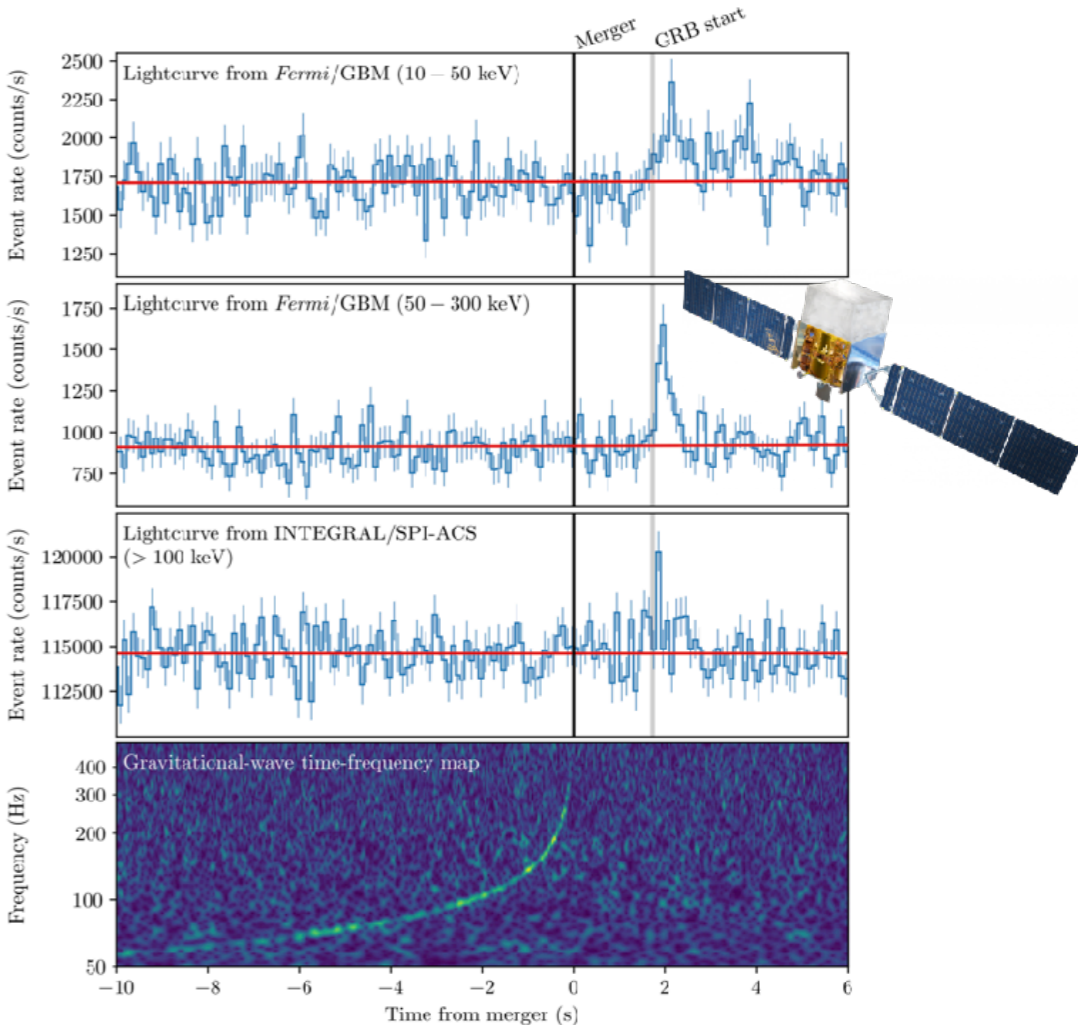 Merger
GRB start
Lightcurve from Fermi/GBM (10 – 50 keV)
Event rate (counts/s)
2500
2250
2000
1750
1500
1250
Lightcurve from Fermi/GBM (50 – 300 keV)
Event rate (counts/s)
1750
1500
1250
1000
750
Lightcurve from INTEGRAL/SPI-ACS
(> 100 keV)
Event rate (counts/s)
120000
117500
115000
112500
Gravitational-wave time-frequency map
Frequency (Hz)
400
300
200
100
50
−10
−8
−6
−4
−2
0
2
4
6
Time from merger (s)